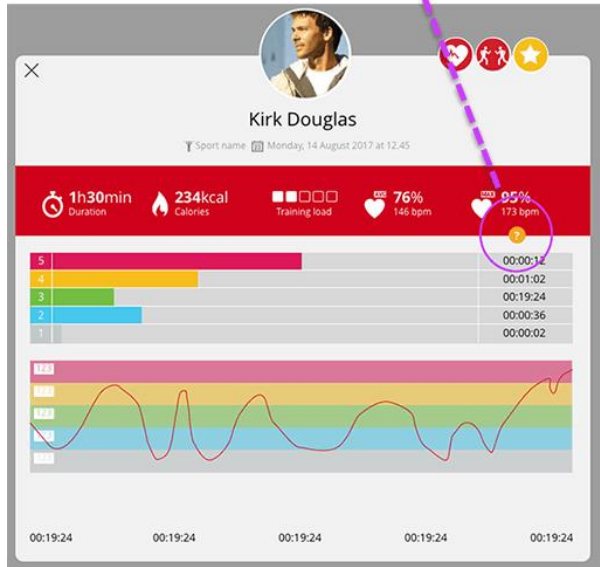 Kirk Douglas
Sport name Monday, 14 August 2017 at 12.45
1h30min
Duration
234kcal
Calories
Training load
AVG
76%
146 bpm
MAX
95%
173 bpm
?
5 00:00:12
4 00:01:02
3 00:19:24
2 00:00:36
1 00:00:02
123
123
123
123
123
00:19:24 00:19:24 00:19:24 00:19:24 00:19:24